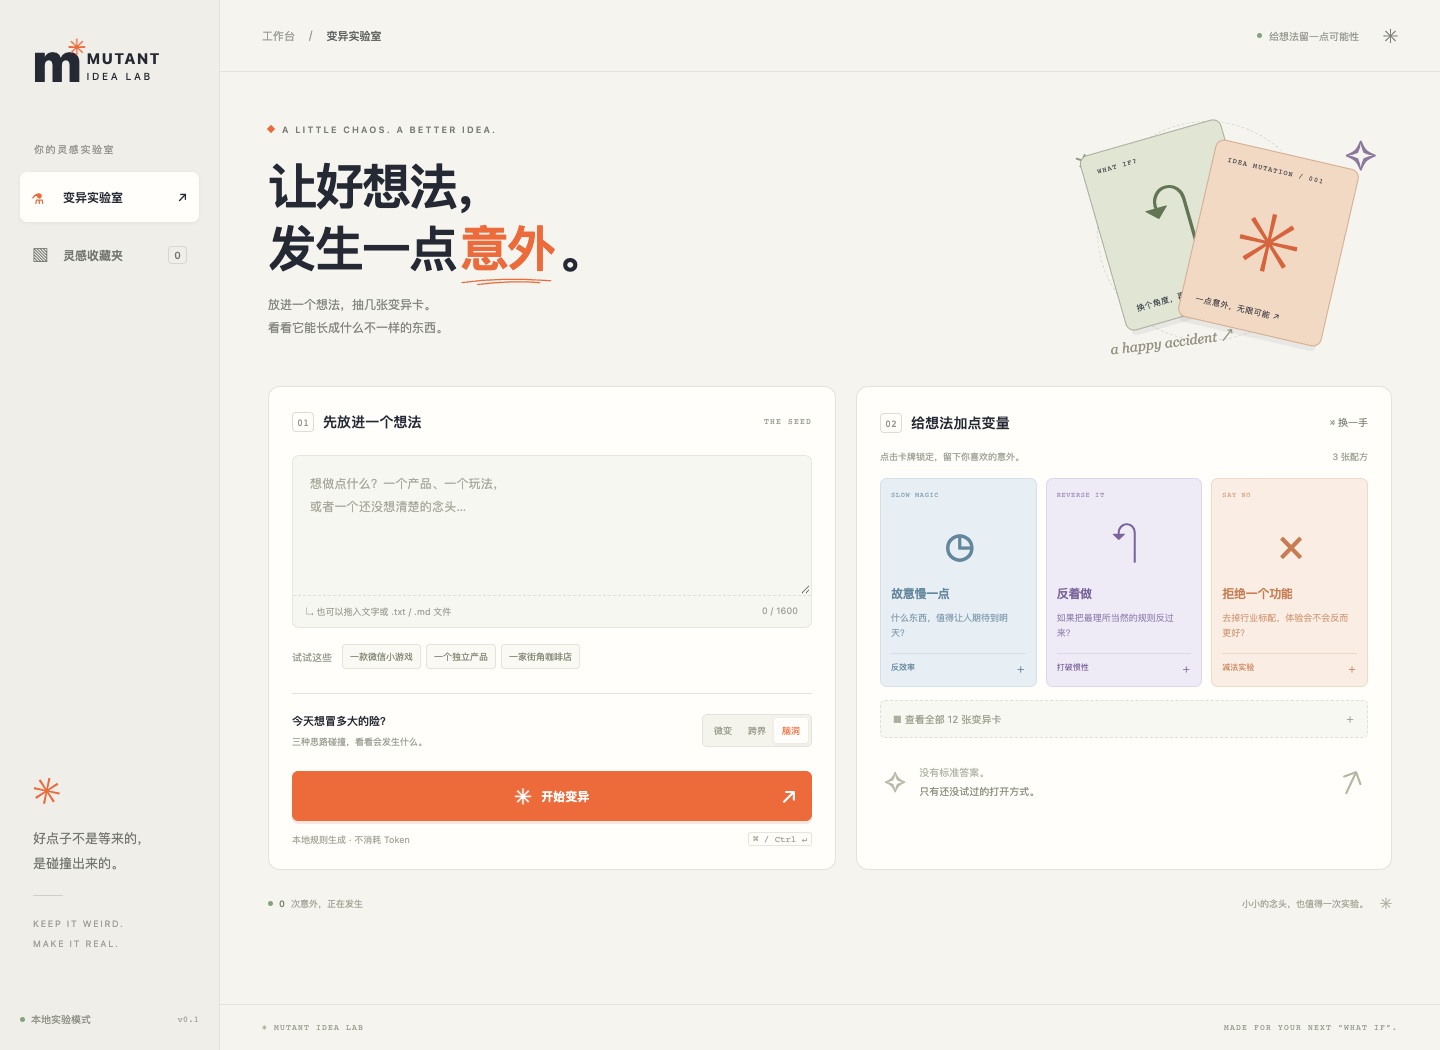 m MUTANT
IDEA LAB
你的灵感实验室
变异实验室
灵感收藏夹 0
好点子不是等来的，
是碰撞出来的。
KEEP IT WEIRD.
MAKE IT REAL.
本地实验模式 v0.1
工作台 / 变异实验室
给想法留一点可能性
A LITTLE CHAOS. A BETTER IDEA.
让好想法，
发生一点意外。
放进一个想法，抽几张变异卡。
看看它能长成什么不一样的东西。
WHAT IF?
换个角度，
IDEA MUTATION / 001
一点意外，无限可能 ↗
a happy accident ↗
01 先放进一个想法 THE SEED
想做点什么？一个产品、一个玩法，
或者一个还没想清楚的念头...
也可以拖入文字或 .txt / .md 文件 0 / 1600
试试这些 一款微信小游戏 一个独立产品 一家街角咖啡店
今天想冒多大的险？
三种思路碰撞，看看会发生什么。
微变 跨界 脑洞
开始变异
本地规则生成 · 不消耗 Token ⌘ / Ctrl ↵
02 给想法加点变量 换一手
点击卡牌锁定，留下你喜欢的意外。 3 张配方
SLOW MAGIC
故意慢一点
什么东西，值得让人期待到明
天？
反效率 +
REVERSE IT
反着做
如果把最理所当然的规则反过
来？
打破惯性 +
SAY NO
拒绝一个功能
去掉行业标配，体验会不会反而
更好？
减法实验 +
查看全部 12 张变异卡 +
没有标准答案。
只有还没试过的打开方式。
0 次意外，正在发生
小小的念头，也值得一次实验。
MUTANT IDEA LAB
MADE FOR YOUR NEXT "WHAT IF".